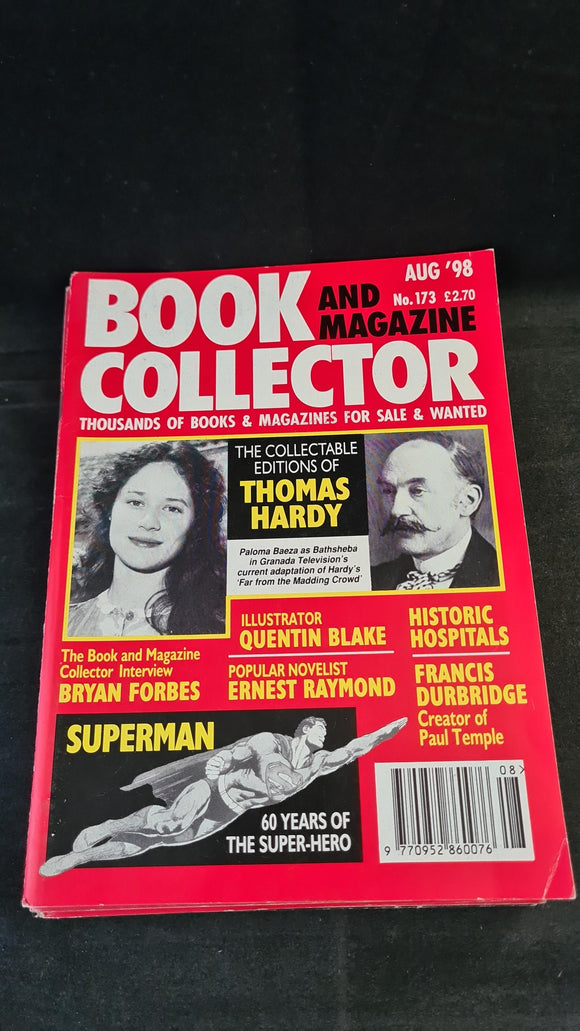 AUG '98
BOOK AND MAGAZINE
No. 173 £2.70
COLLECTOR
THOUSANDS OF BOOKS & MAGAZINES FOR SALE & WANTED
THE COLLECTABLE
EDITIONS OF
THOMAS
HARDY
Paloma Baeza as Bathsheba
in Granada Television's
current adaptation of Hardy's
'Far from the Madding Crowd'
ILLUSTRATOR
QUENTIN BLAKE
HISTORIC
HOSPITALS
The Book and Magazine
Collector Interview
BRYAN FORBES
POPULAR NOVELIST
ERNEST RAYMOND
FRANCIS
DURBRIDGE
Creator of
Paul Temple
SUPERMAN
60 YEARS OF
THE SUPER-HERO
08>
9 770952 860076